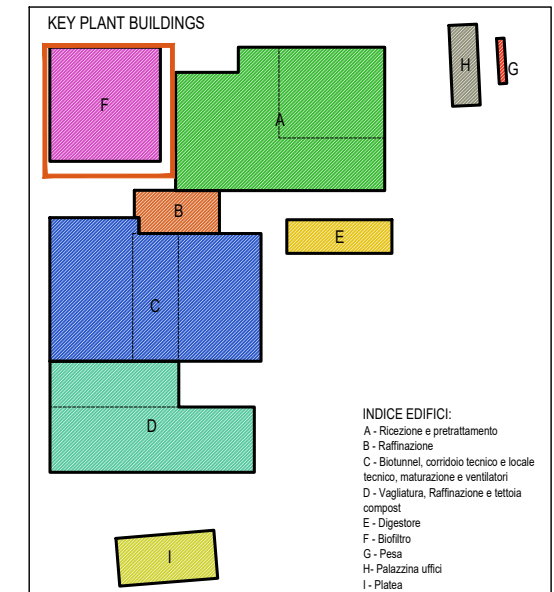 KEY PLANT BUILDINGS
H
G
F
A
B
E
C
D
I
INDICE EDIFICI:
A - Ricezione e pretrattamento
B - Raffinazione
C - Biotunnel, corridoio tecnico e locale
tecnico, maturazione e ventilatori
D - Vagliatura, Raffinazione e tettoia
compost
E - Digestore
F - Biofiltro
G - Pesa
H- Palazzina uffici
I - Platea